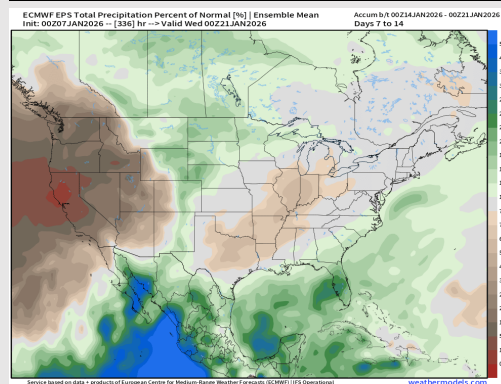 ECMWF EPS Total Precipitation Percent of Normal [%] | Ensemble Mean
Init: 00Z07JAN2026 -- [336] hr --> Valid Wed 00Z21JAN2026
Accum b/t 00Z14JAN2026 - 00Z21JAN2026
Days 7 to 14
Service based on data + products of European Centre for Medium-Range Weather Forecasts (ECMWF) | IFS Operational
weathermodels.com